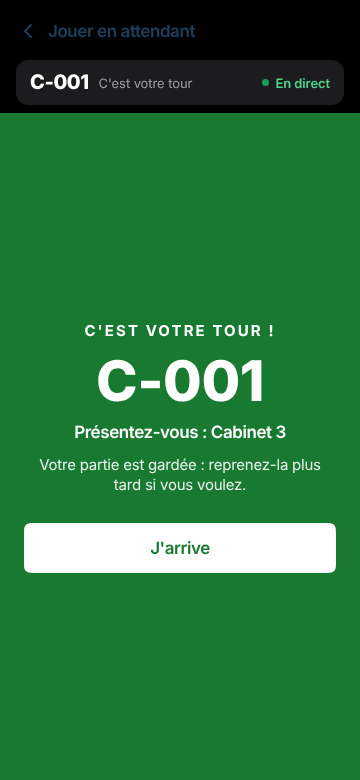 Jouer en attendant
C-001 C'est votre tour En direct
C'EST VOTRE TOUR !
C-001
Présentez-vous : Cabinet 3
Votre partie est gardée : reprenez-la plus
tard si vous voulez.
J'arrive